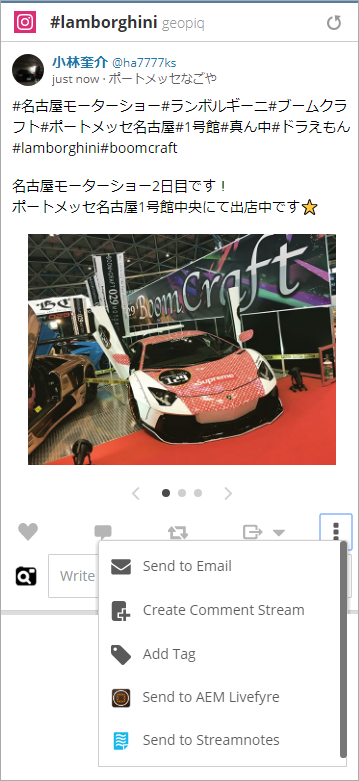 #lamborghini geopiq
小林奎介 @ha7777ks
just now · ポートメッセなごや
#名古屋モーターショー#ランボルギーニ#ブームクラ
フト#ポートメッセ名古屋#1号館#真ん中#ドラえもん
#lamborghini#boomcraft
名古屋モーターショー2日目です！
ポートメッセ名古屋1号館中央にて出店中です⭐
BoomCraft
Supreme
Write
Send to Email
Create Comment Stream
Add Tag
Send to AEM Livefyre
Send to Streamnotes